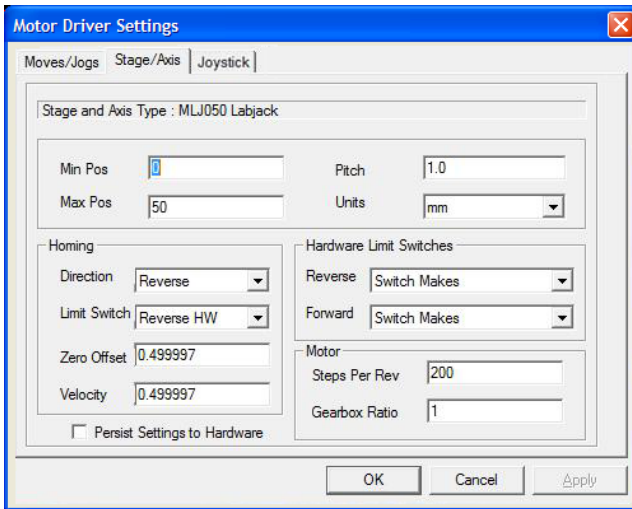 Motor Driver Settings
Moves/Jogs Stage/Axis Joystick
Stage and Axis Type : MLJ050 Labjack
Min Pos 0 Pitch 1.0
Max Pos 50 Units mm
Homing
Direction Reverse
Limit Switch Reverse HW
Zero Offset 0.499997
Velocity 0.499997
Persist Settings to Hardware
Hardware Limit Switches
Reverse Switch Makes
Forward Switch Makes
Motor
Steps Per Rev 200
Gearbox Ratio 1
OK Cancel Apply